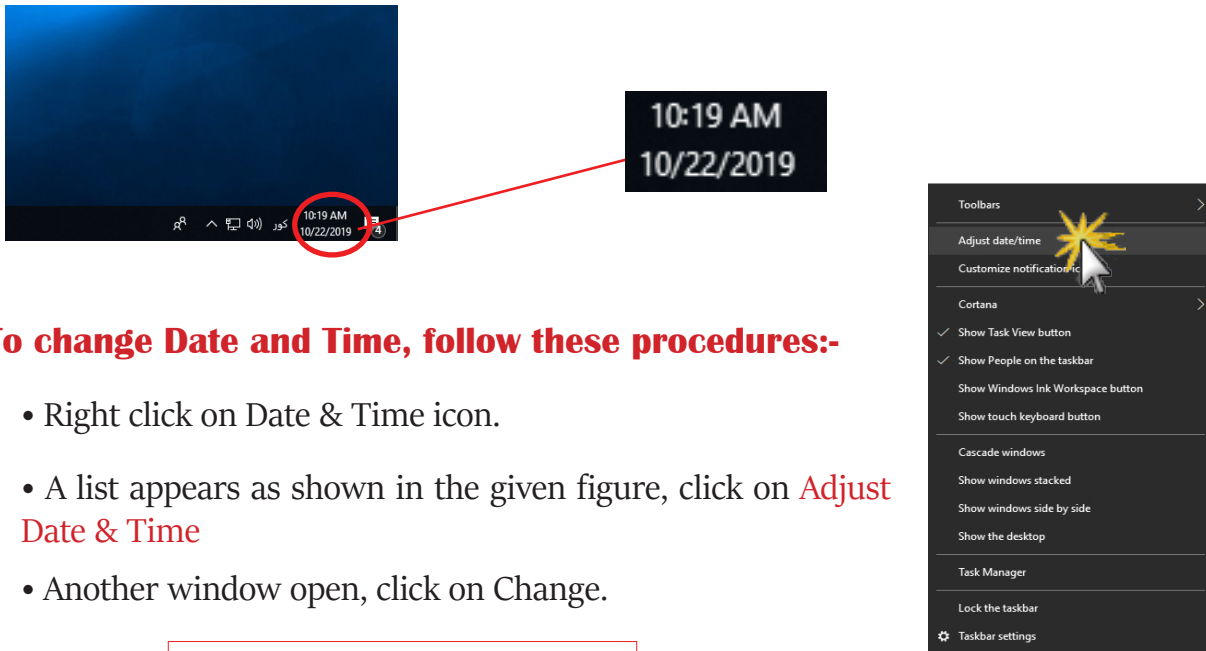 10:19 AM
10/22/2019
كور
10:19 AM
10/22/2019
4
Toolbars
Adjust date/time
Customize notification ic
Cortana
Show Task View button
Show People on the taskbar
Show Windows Ink Workspace button
Show touch keyboard button
Cascade windows
Show windows stacked
Show windows side by side
Show the desktop
Task Manager
Lock the taskbar
Taskbar settings
o change Date and Time, follow these procedures:-
• Right click on Date & Time icon.
• A list appears as shown in the given figure, click on Adjust
Date & Time
• Another window open, click on Change.